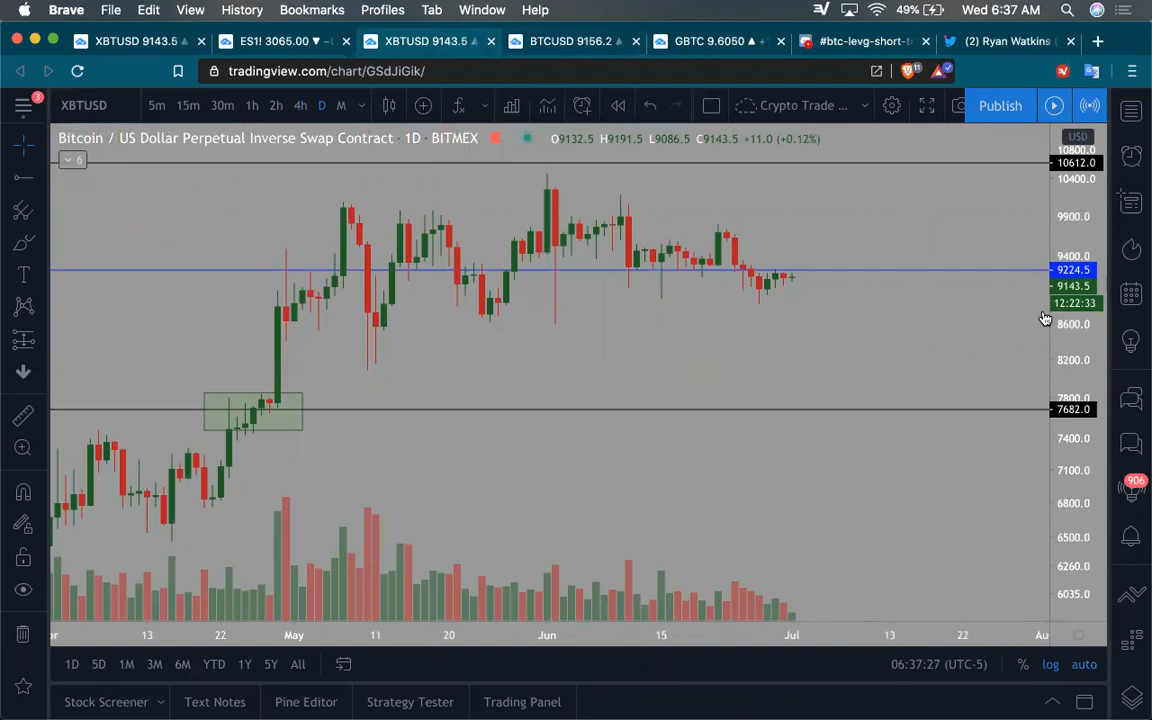 Brave File Edit View History Bookmarks Profiles Tab Window Help 49% Wed 6:37 AM
XBTUSD 9143.5 ▲ × ES1! 3065.00 ▼ × XBTUSD 9143.5 ▲ × BTCUSD 9156.2 × GBTC 9.6050 ▲ + × #btc-levg-short-tr × (2) Ryan Watkins × +
tradingview.com/chart/GSdJiGik/ 11
3 XBTUSD 5m 15m 30m 1h 2h 4h D M Crypto Trade ... Publish
Bitcoin / US Dollar Perpetual Inverse Swap Contract · 1D · BITMEX O9132.5 H9191.5 L9086.5 C9143.5 +11.0 (+0.12%) USD
6
10800.0
10612.0
10400.0
9900.0
9400.0
9224.5
9143.5
12:22:33
8600.0
8200.0
7800.0
7682.0
7400.0
7100.0
906
6800.0
6500.0
6260.0
6035.0
13 22 May 11 20 Jun 15 Jul 13 22 Au
1D 5D 1M 3M 6M YTD 1Y 5Y All 06:37:27 (UTC-5) % log auto
Stock Screener Text Notes Pine Editor Strategy Tester Trading Panel